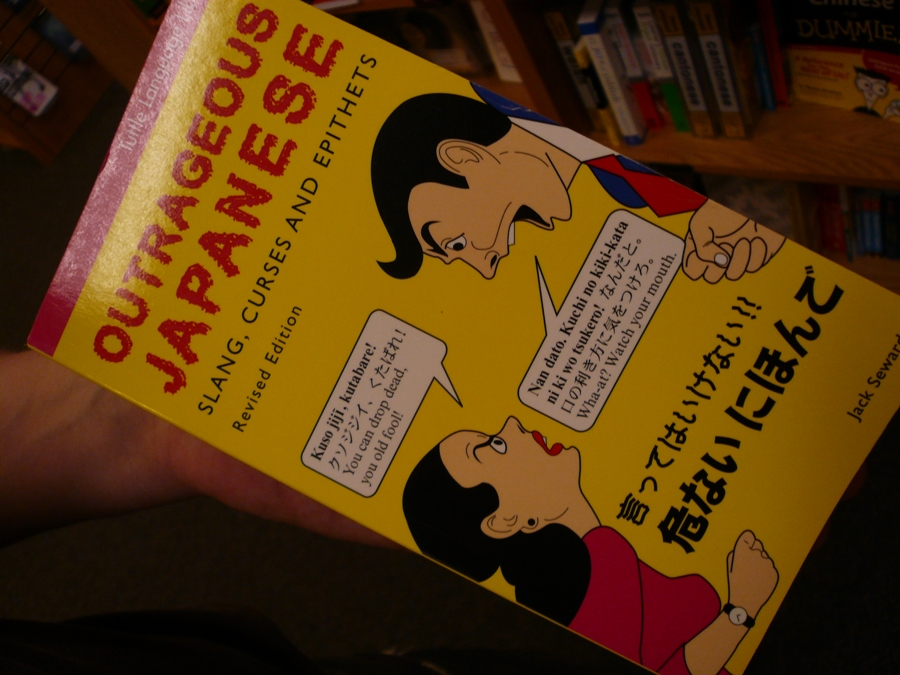 Tuttle Language
OUTRAGEOUS
JAPANESE
SLANG, CURSES AND EPITHETS
Revised Edition
Kuso jiji, kutabare!
クソジジイ、くたばれ！
You can drop dead,
you old fool!
Nan dato. Kuchi no kiki-kata
ni ki wo tsukero! なんだと。
口の利き方に気をつけろ。
Wha-at? Watch your mouth.
言ってはいけない!!
危ないにほんご
Jack Seward
Chinese
DUMMIES
cantonese
cantonese